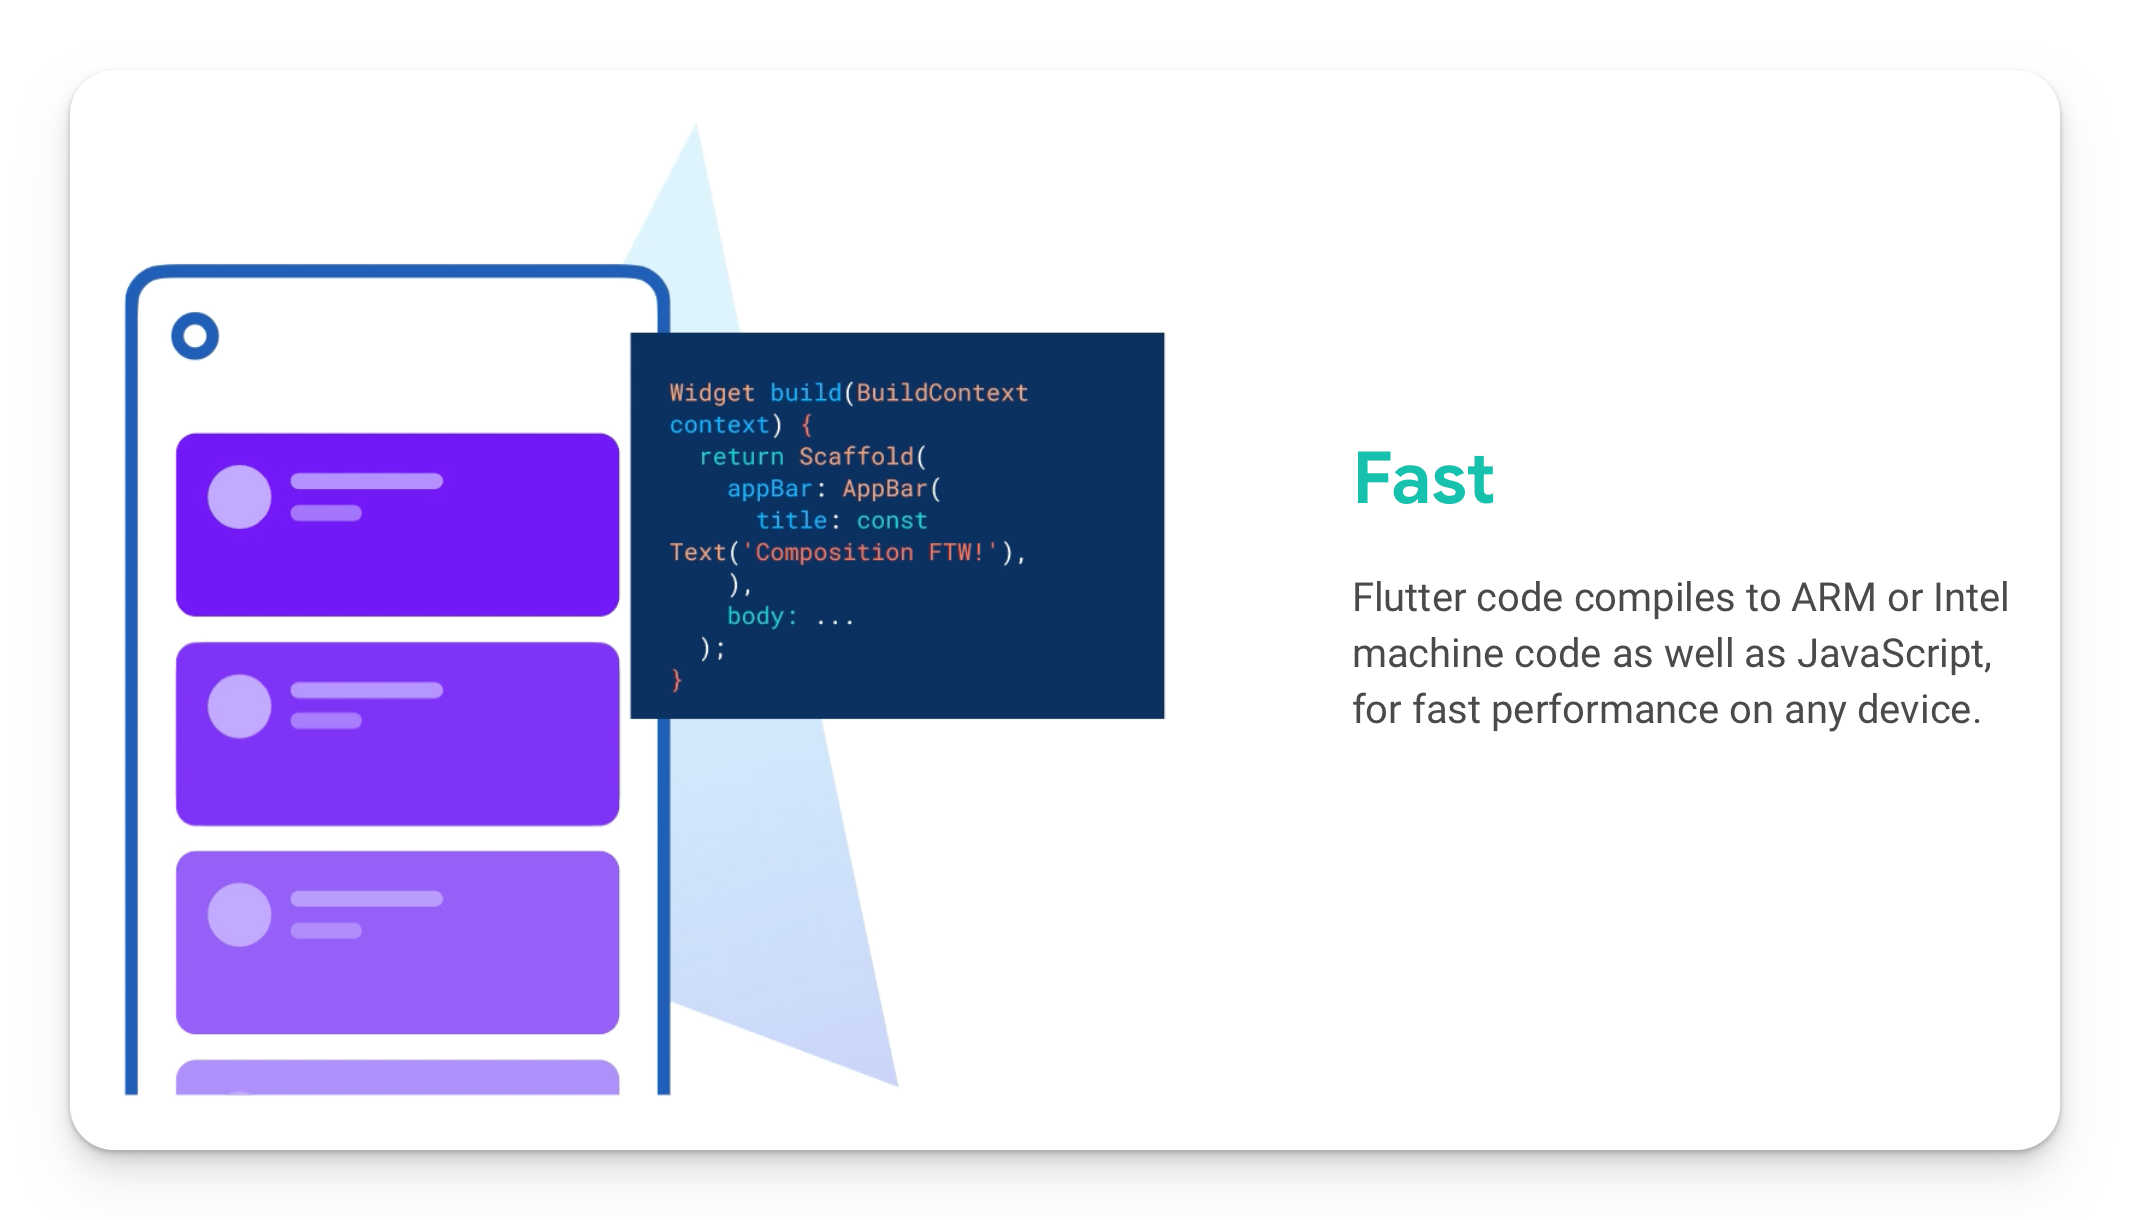 Widget build(BuildContext
context) {
  return Scaffold(
    appBar: AppBar(
      title: const
Text('Composition FTW!'),
    ),
    body: ...
  );
}
Fast
Flutter code compiles to ARM or Intel
machine code as well as JavaScript,
for fast performance on any device.